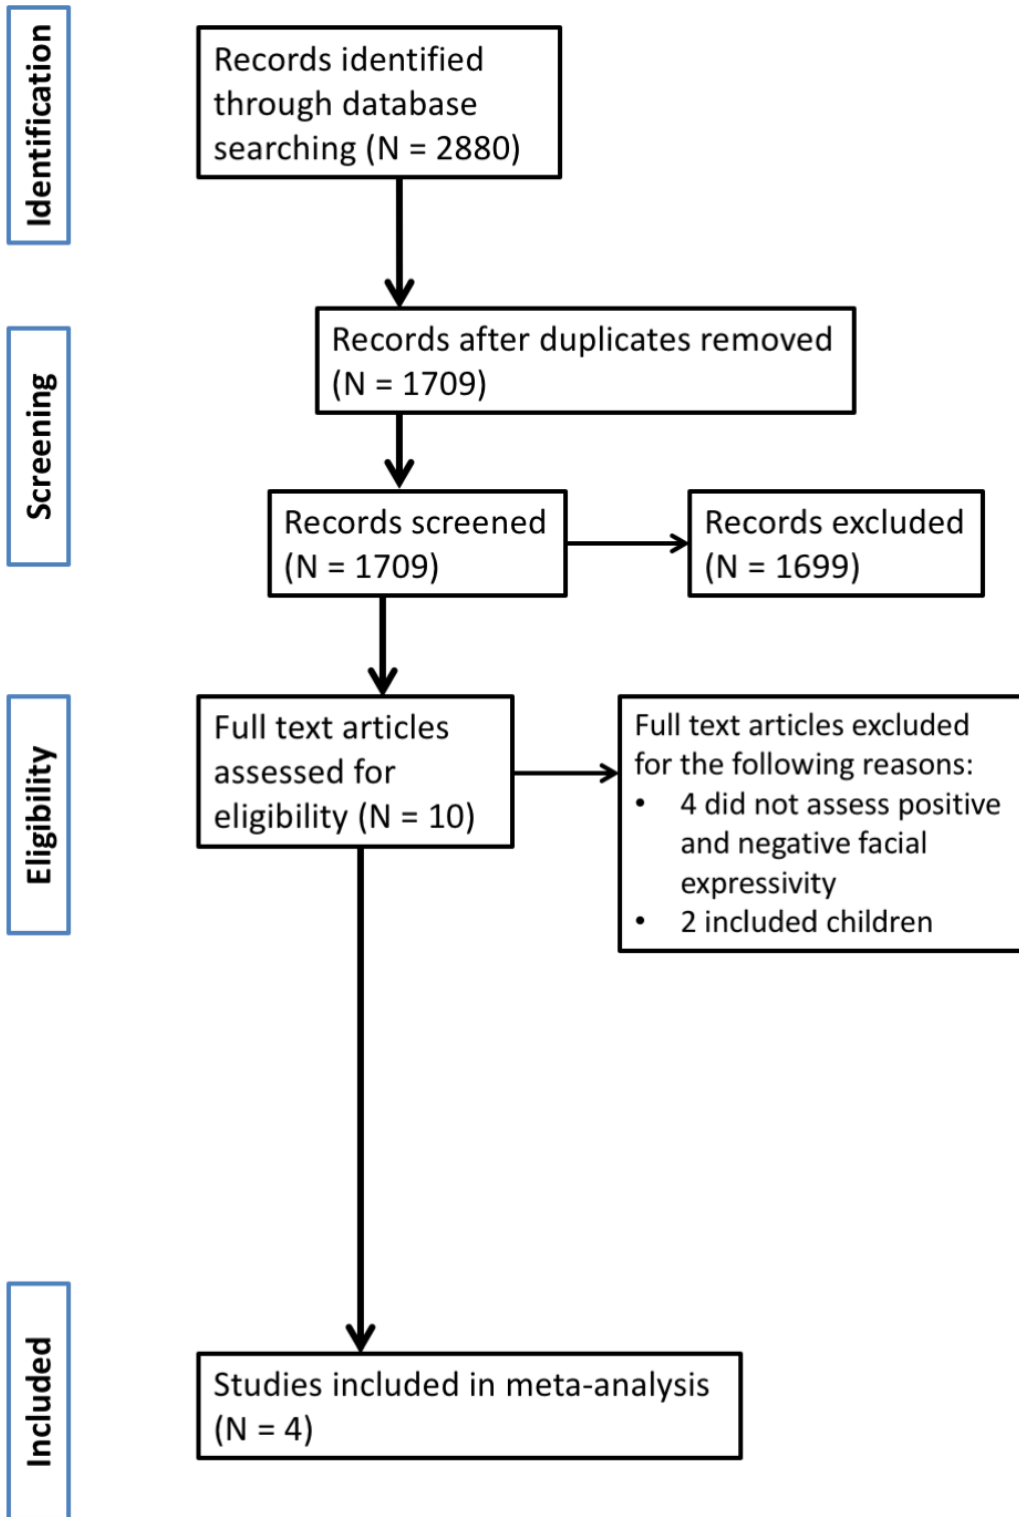 Identification
Records identified
through database
searching (N = 2880)
Screening
Records after duplicates removed
(N = 1709)
Records screened
(N = 1709)
Records excluded
(N = 1699)
Eligibility
Full text articles
assessed for
eligibility (N = 10)
Full text articles excluded
for the following reasons:
• 4 did not assess positive
and negative facial
expressivity
• 2 included children
Included
Studies included in meta-analysis
(N = 4)